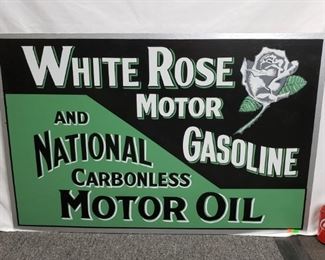 WHITE ROSE
MOTOR
GASOLINE
AND
NATIONAL
CARBONLESS
MOTOR OIL